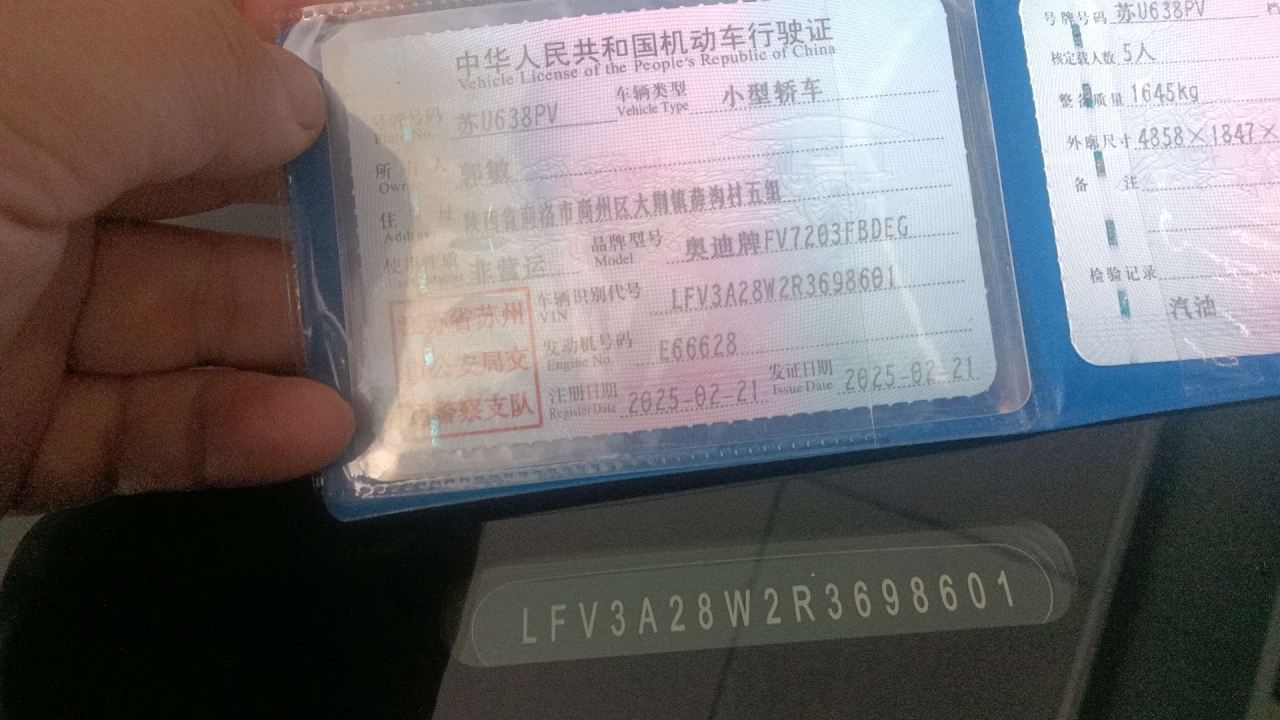 中华人民共和国机动车行驶证
Vehicle License of the People's Republic of China
号牌号码 苏U638PV 车辆类型 小型轿车
Plate No. Vehicle Type
所有人 郭敏
Owner
住址 陕西省商洛市商州区大荆镇 沟村五组
Address
使用性质 非营运 品牌型号 奥迪牌FV7203FBDEG
Model
江苏省苏州
市公安局交
通警察支队
车辆识别代号 LFV3A28W2R3698601
VIN
发动机号码 E66628
Engine No.
注册日期 2025-02-21 发证日期 2025-02-21
Register Date Issue Date
号牌号码 苏U638PV 档
核定载人数 5人
整备质量 1645kg
外廓尺寸 4858×1847×
备注
检验记录
汽油
LFV3A28W2R3698601